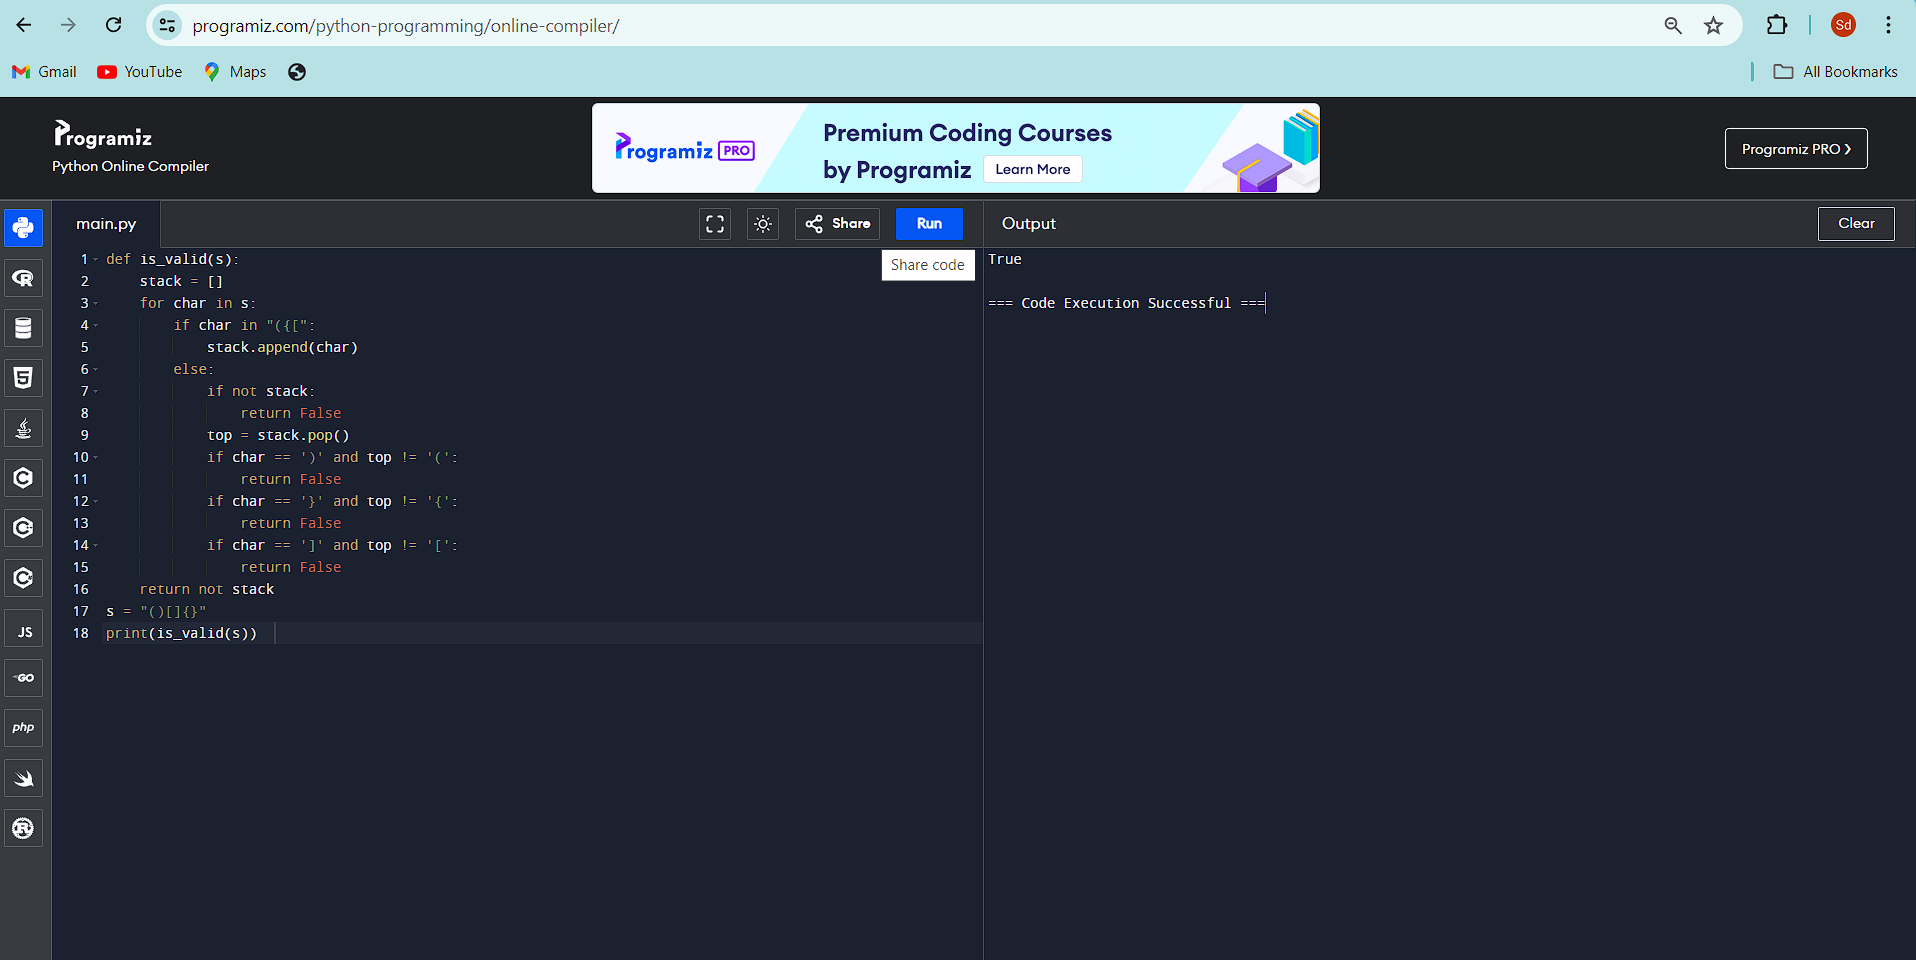 programiz.com/python-programming/online-compiler/
Sd
Gmail
YouTube
Maps
All Bookmarks
Programiz
Python Online Compiler
Programiz PRO
Premium Coding Courses
by Programiz
Learn More
Programiz PRO ›
main.py
Share
Run
Output
Clear
Share code
1 def is_valid(s):
2     stack = []
3     for char in s:
4         if char in "({[":
5             stack.append(char)
6         else:
7             if not stack:
8                 return False
9             top = stack.pop()
10             if char == ')' and top != '(':
11                 return False
12             if char == '}' and top != '{':
13                 return False
14             if char == ']' and top != '[':
15                 return False
16     return not stack
17 s = "()[]{}"
18 print(is_valid(s))
True
=== Code Execution Successful ===
R
5
C
C
C
JS
GO
php
R